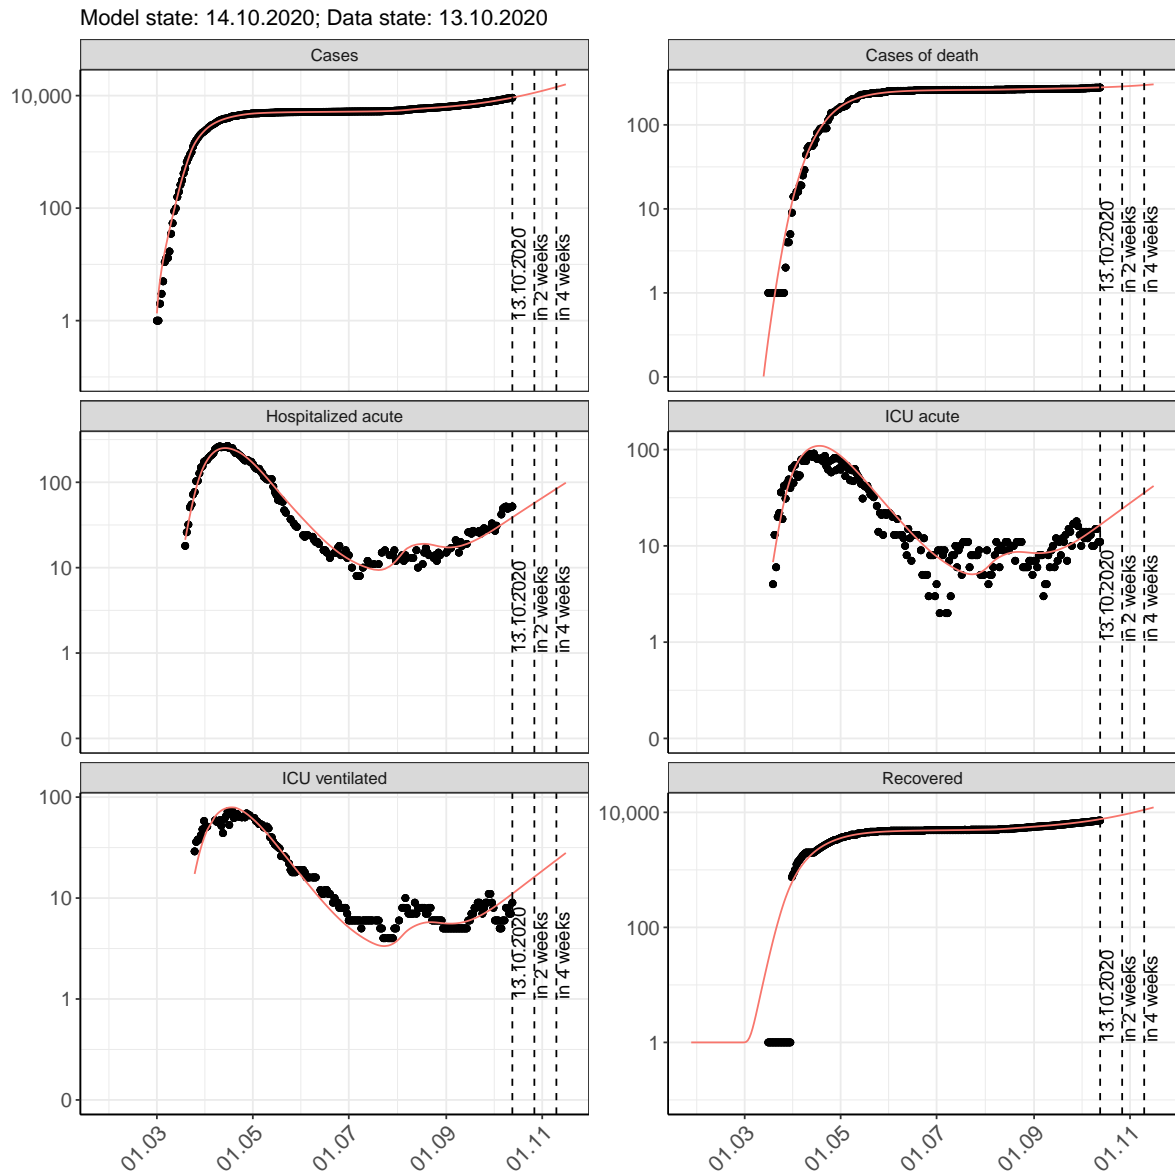 Model state: 14.10.2020; Data state: 13.10.2020
Cases
10,000
100
1
13.10.2020
in 2 weeks
in 4 weeks
Cases of death
100
10
1
0
13.10.2020
in 2 weeks
in 4 weeks
Hospitalized acute
100
10
1
0
13.10.2020
in 2 weeks
in 4 weeks
ICU acute
100
10
1
0
13.10.2020
in 2 weeks
in 4 weeks
ICU ventilated
100
10
1
0
13.10.2020
in 2 weeks
in 4 weeks
01.03
01.05
01.07
01.09
01.11
Recovered
10,000
100
1
13.10.2020
in 2 weeks
in 4 weeks
01.03
01.05
01.07
01.09
01.11